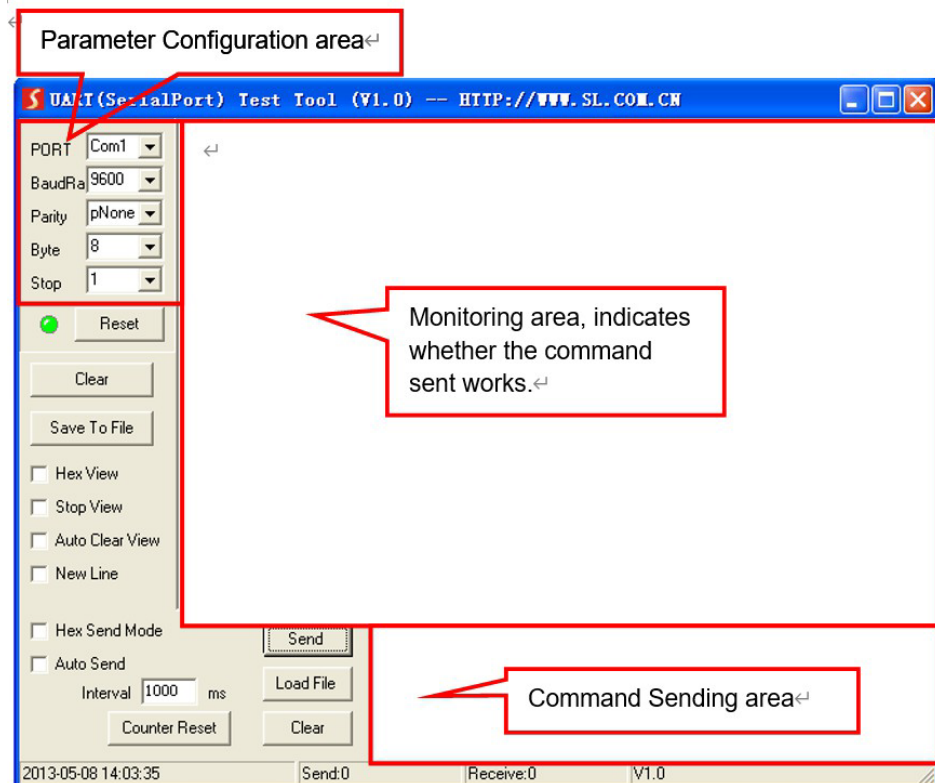 Parameter Configuration area↵
UART(SerialPort) Test Tool (V1.0) -- HTTP://WWW.SL.COM.CN
PORT Com1
BaudRa 9600
Parity pNone
Byte 8
Stop 1
Reset
Monitoring area, indicates
whether the command
sent works.↵
Clear
Save To File
Hex View
Stop View
Auto Clear View
New Line
Hex Send Mode
Send
Auto Send
Interval 1000 ms
Load File
Command Sending area↵
Counter Reset
Clear
2013-05-08 14:03:35 Send:0 Receive:0 V1.0